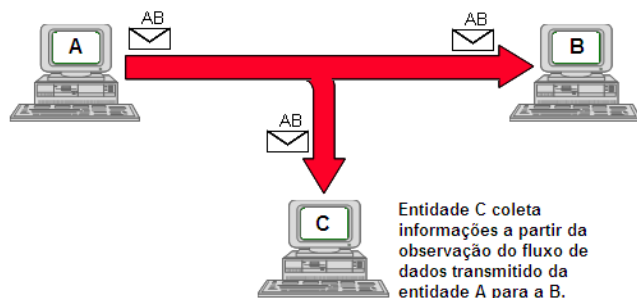 AB
AB
A
B
AB
C
Entidade C coleta
informações a partir da
observação do fluxo de
dados transmitido da
entidade A para a B.